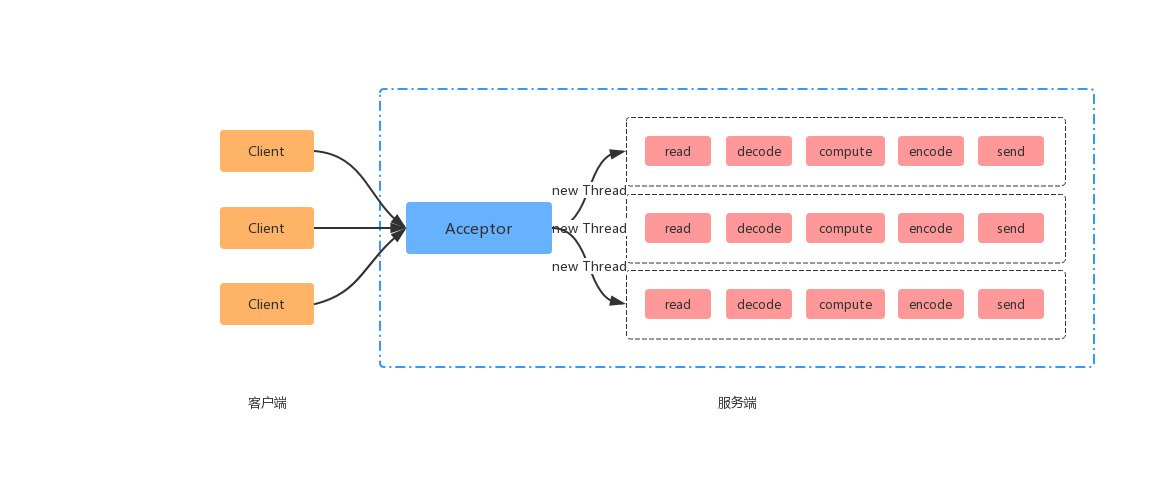 Client
Client
Client
Acceptor
new Thread
new Thread
new Thread
read decode compute encode send
read decode compute encode send
read decode compute encode send
客户端
服务端